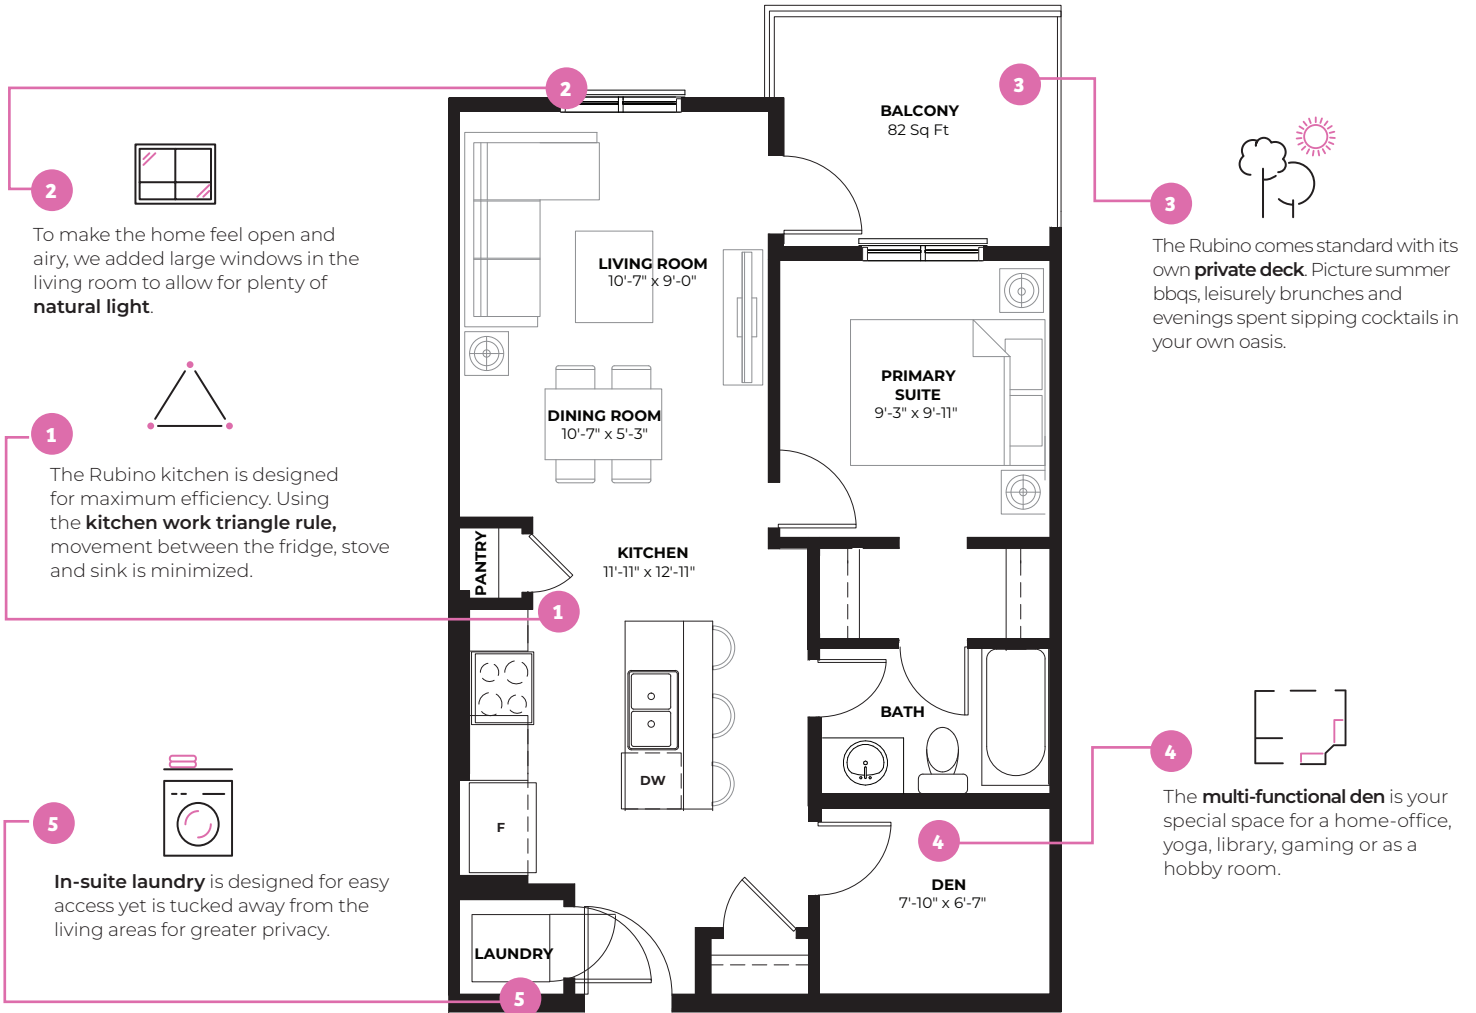 2
To make the home feel open and
airy, we added large windows in the
living room to allow for plenty of
natural light.
1
The Rubino kitchen is designed
for maximum efficiency. Using
the kitchen work triangle rule,
movement between the fridge, stove
and sink is minimized.
5
In-suite laundry is designed for easy
access yet is tucked away from the
living areas for greater privacy.
2
3
BALCONY
82 Sq Ft
LIVING ROOM
10'-7" x 9'-0"
PRIMARY
SUITE
9'-3" x 9'-11"
DINING ROOM
10'-7" x 5'-3"
PANTRY
KITCHEN
11'-11" x 12'-11"
1
BATH
DW
F
4
DEN
7'-10" x 6'-7"
LAUNDRY
5
3
The Rubino comes standard with its
own private deck. Picture summer
bbqs, leisurely brunches and
evenings spent sipping cocktails in
your own oasis.
4
The multi-functional den is your
special space for a home-office,
yoga, library, gaming or as a
hobby room.